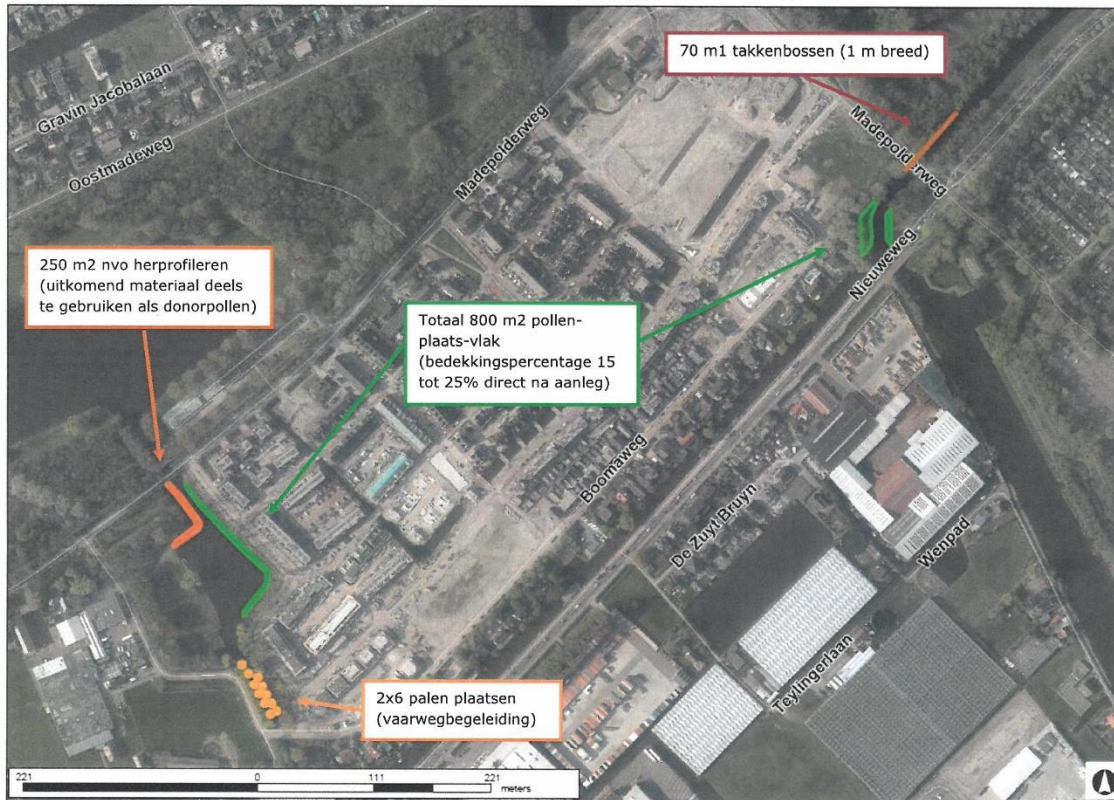 70 m1 takkenbossen (1 m breed)
Gravin Jacobalaan
Oostmadeweg
Madepolderweg
Madepolderweg
Nieuweweg
250 m2 nvo herprofileren
(uitkomend materiaal deels
te gebruiken als donorpollen)
Totaal 800 m2 pollen-
plaats-vlak
(bedekkingspercentage 15
tot 25% direct na aanleg)
Boomaweg
De Zuyt Bruyn
Wenpad
Teylingerlaan
2x6 palen plaatsen
(vaarwegbegeleiding)
221 0 111 221
meters